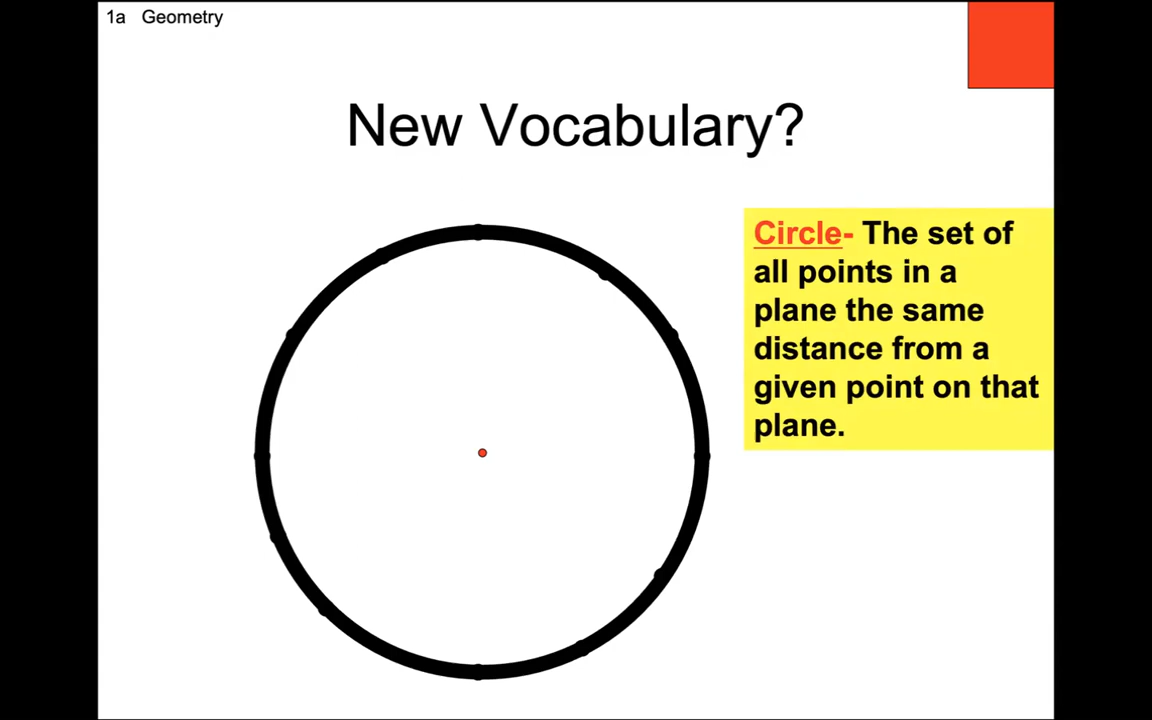 1a Geometry
New Vocabulary?
Circle- The set of
all points in a
plane the same
distance from a
given point on that
plane.